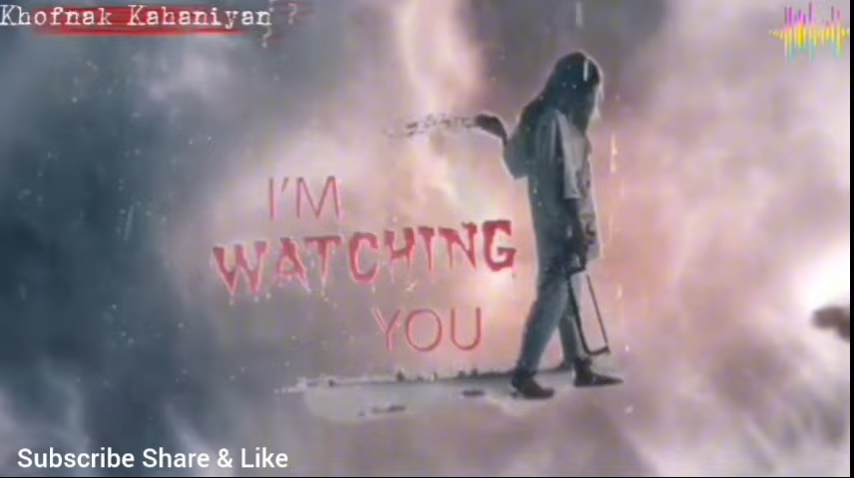 Khofnak Kahaniyan ? ? ?
I'M
WATCHING
YOU
Subscribe Share & Like